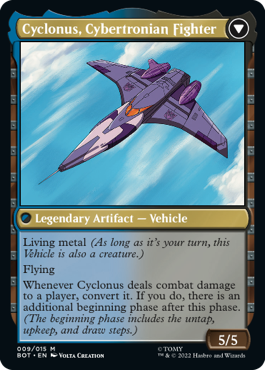 Cyclonus, Cybertronian Fighter
Legendary Artifact — Vehicle
Living metal (As long as it's your turn, this
Vehicle is also a creature.)
Flying
Whenever Cyclonus deals combat damage
to a player, convert it. If you do, there is an
additional beginning phase after this phase.
(The beginning phase includes the untap,
upkeep, and draw steps.)
5/5
009/015 M
BOT • EN Volta Creation
©TOMY
™ & © 2022 Hasbro and Wizards